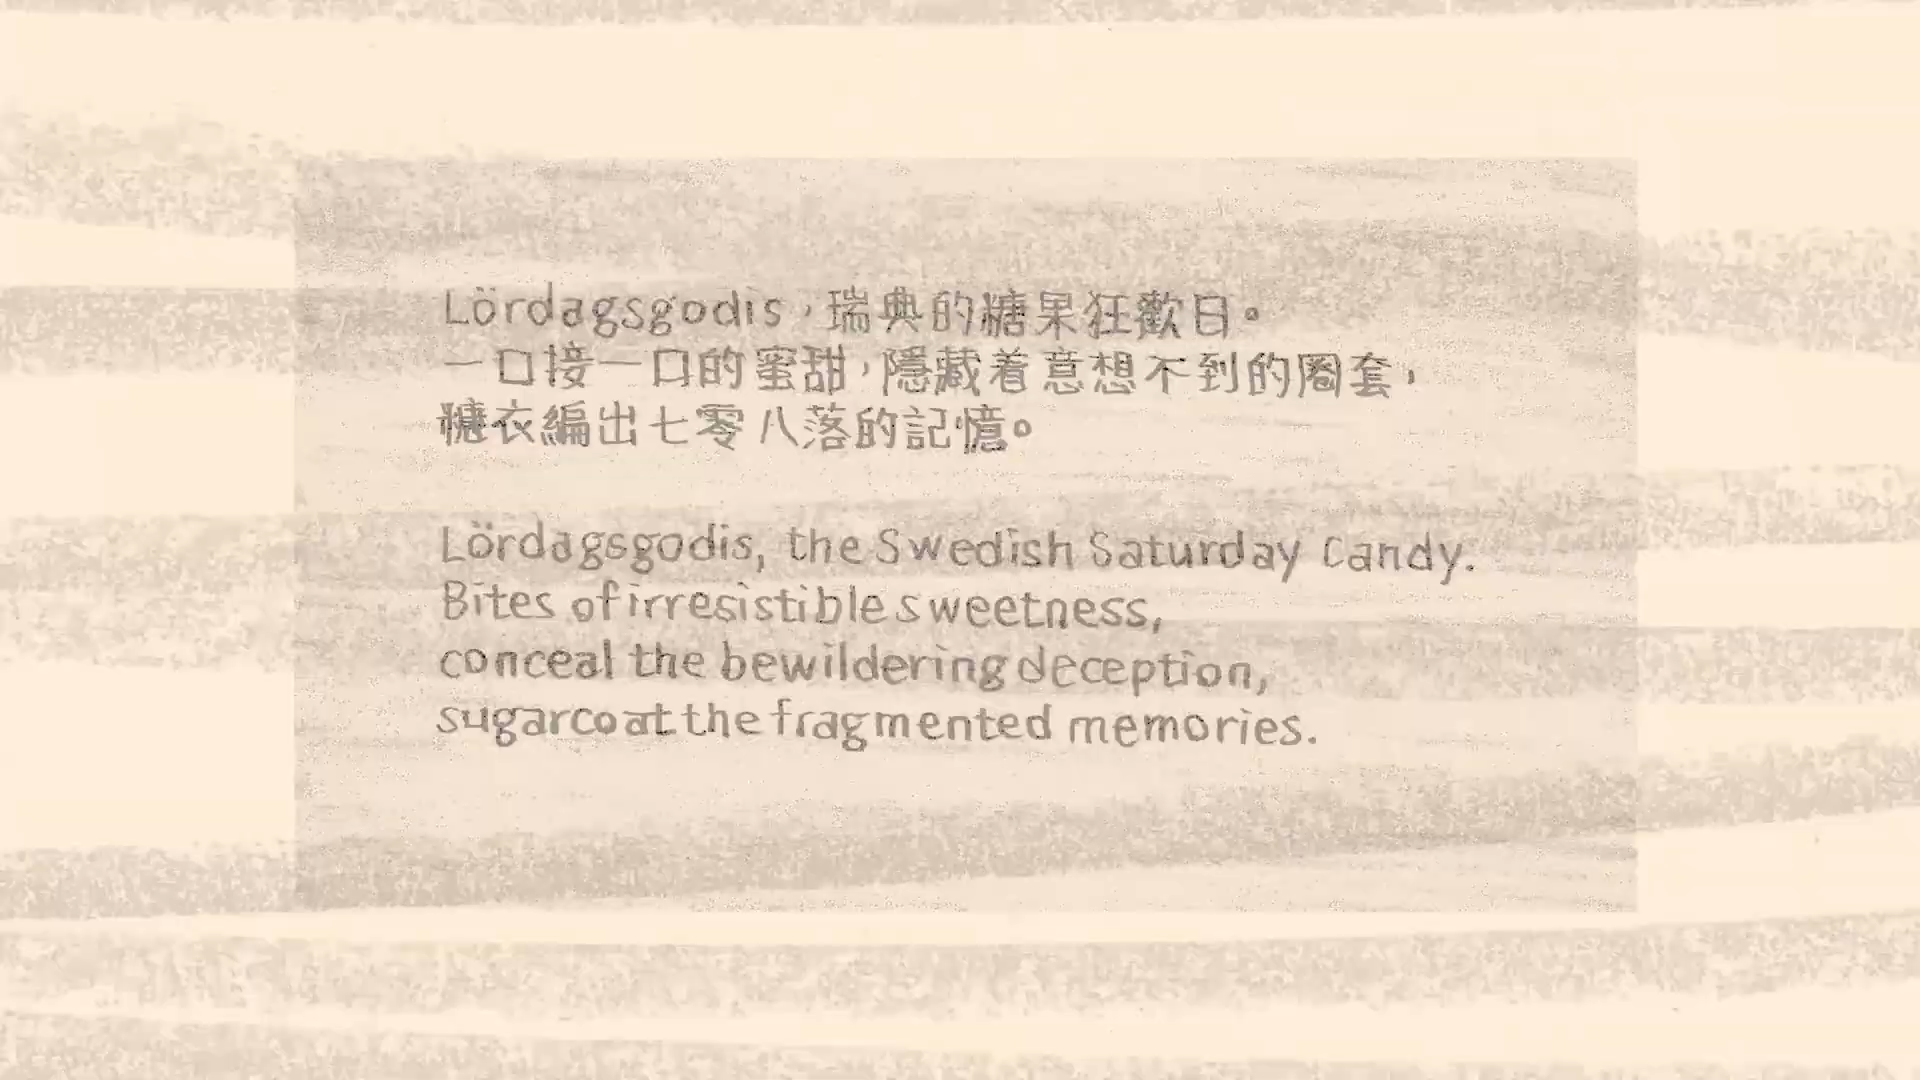 Lördagsgodis，瑞典的糖果狂歡日。
一口接一口的蜜甜，隱藏着意想不到的圈套，
糖衣編出七零八落的記憶。
Lördagsgodis, the Swedish Saturday Candy.
Bites of irresistible sweetness,
conceal the bewildering deception,
sugarcoat the fragmented memories.